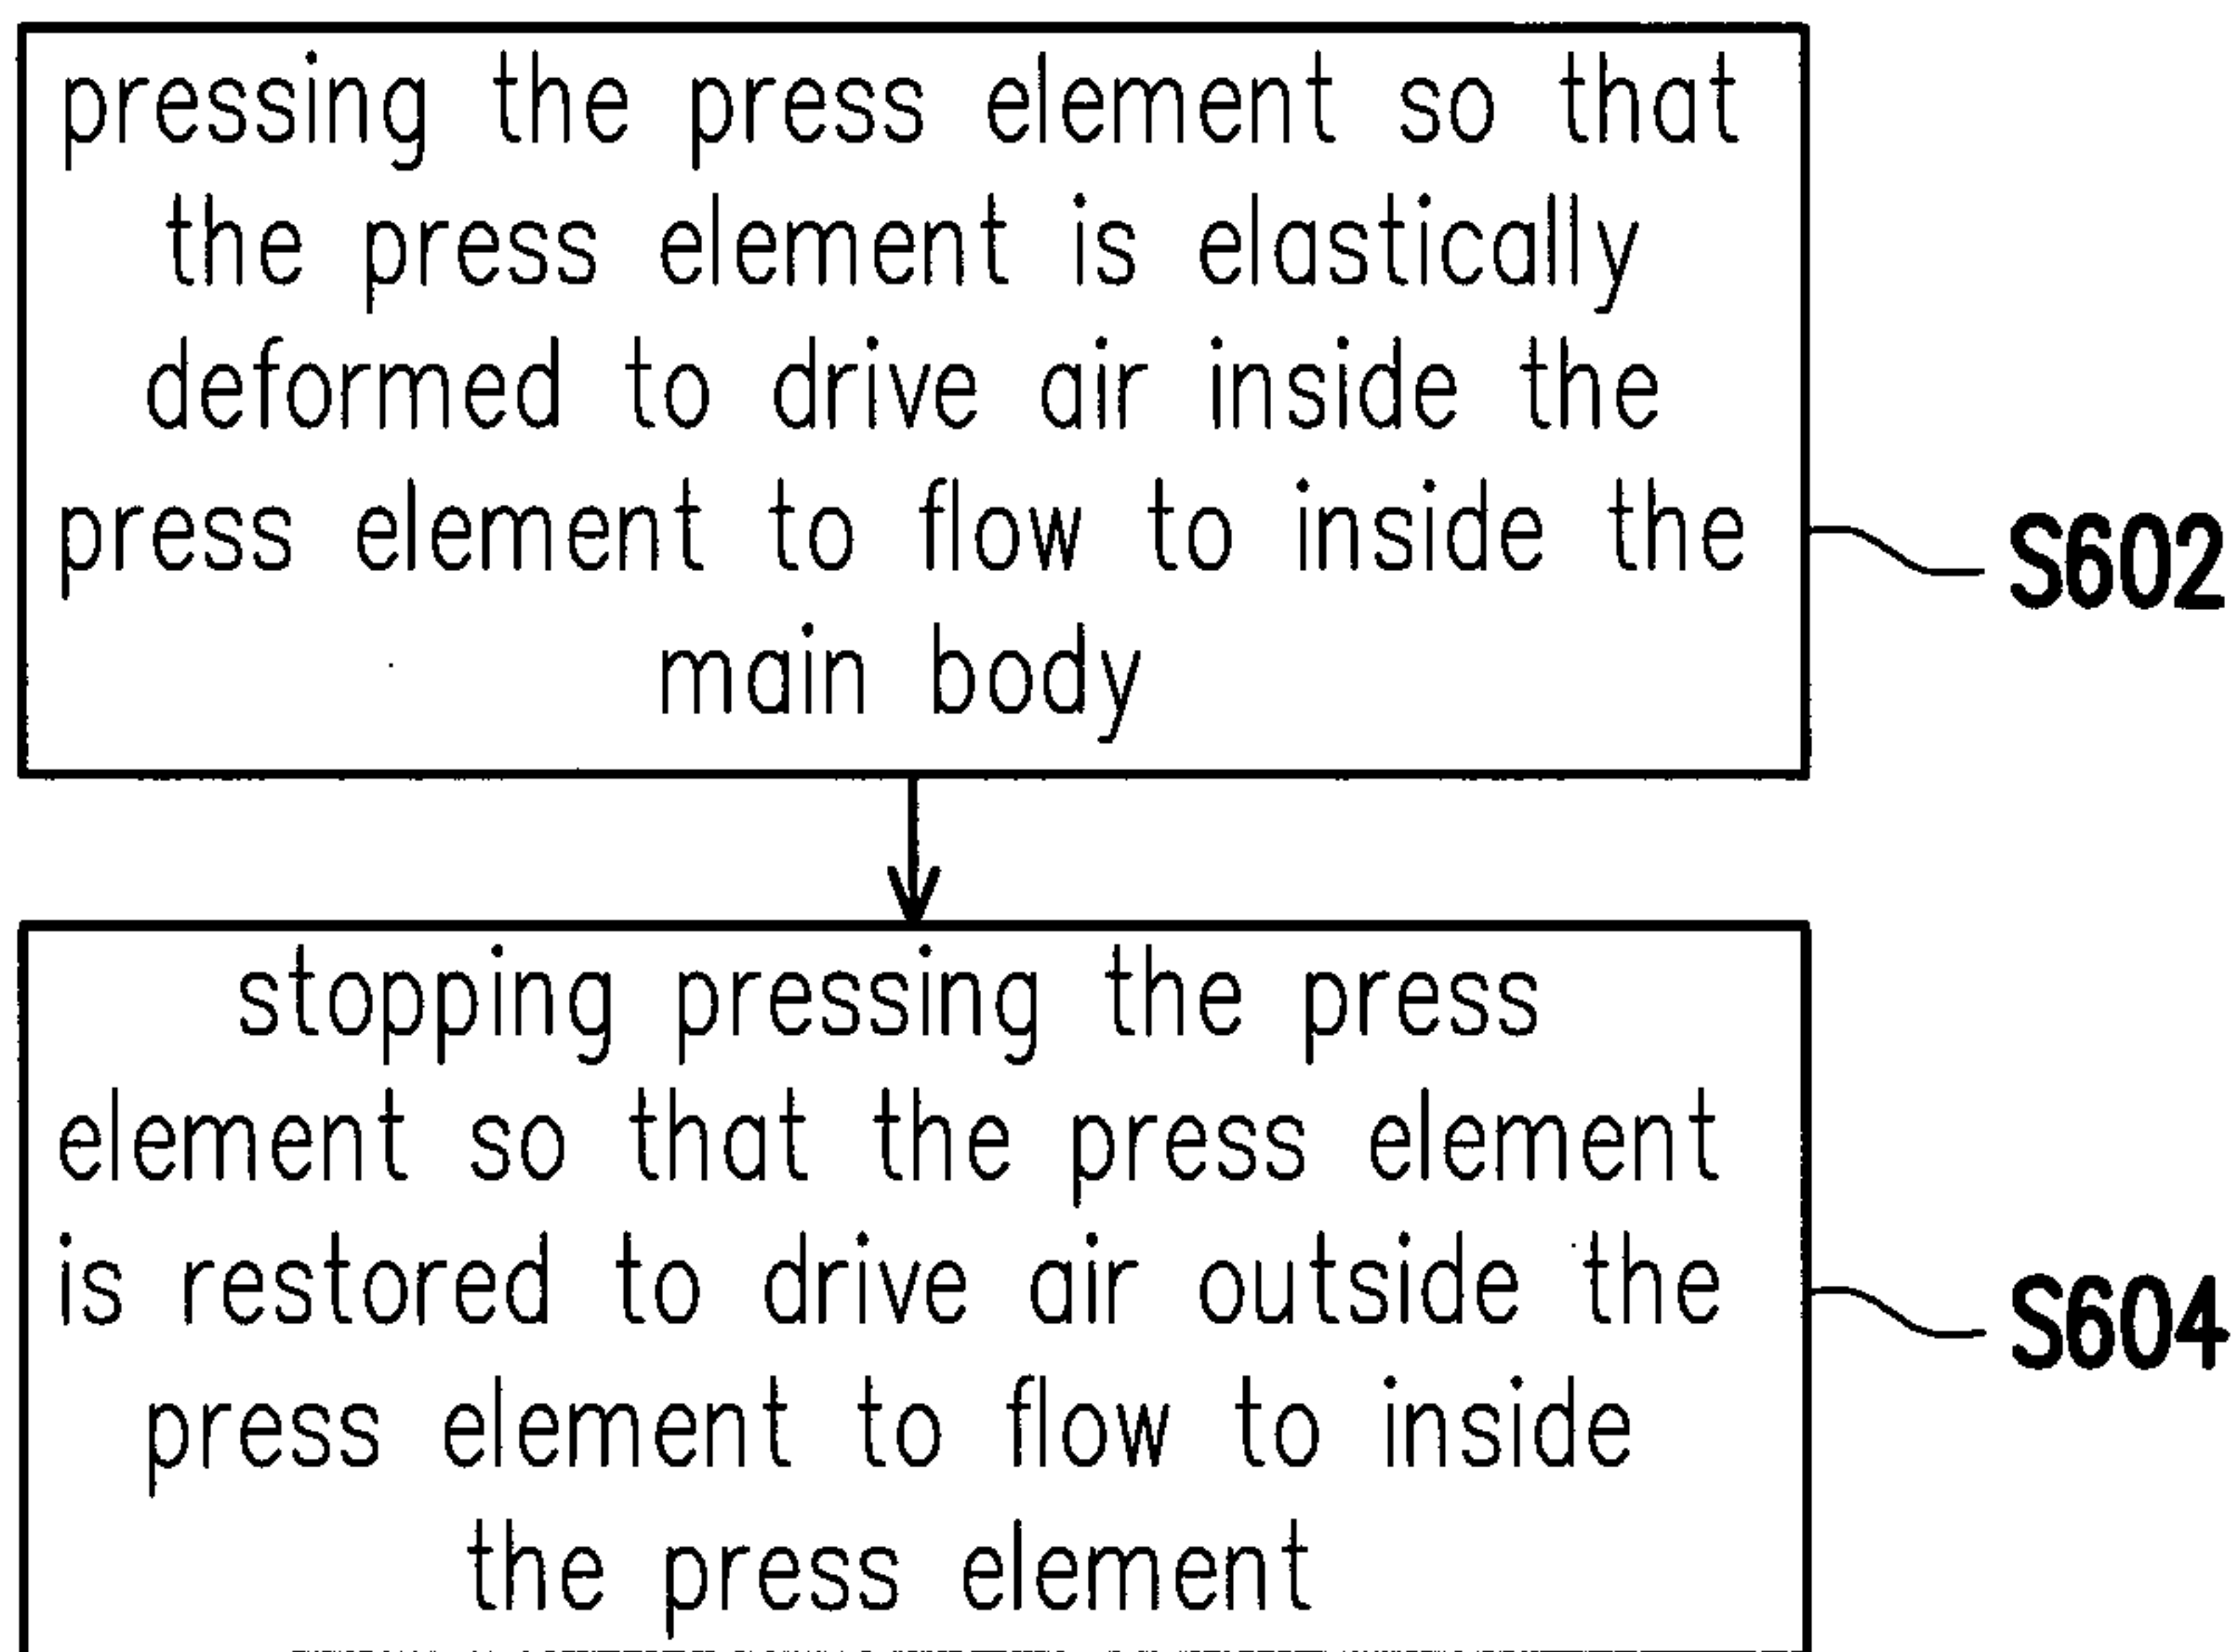 pressing the press element so that
the press element is elastically
deformed to drive air inside the
press element to flow to inside the
main body
S602
stopping pressing the press
element so that the press element
is restored to drive air outside the
press element to flow to inside
the press element
S604